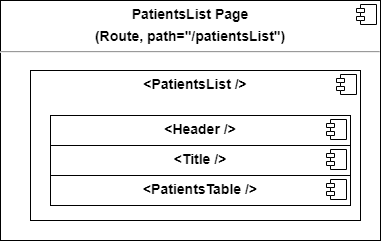 PatientsList Page
(Route, path="/patientsList")
<PatientsList />
<Header />
<Title />
<PatientsTable />